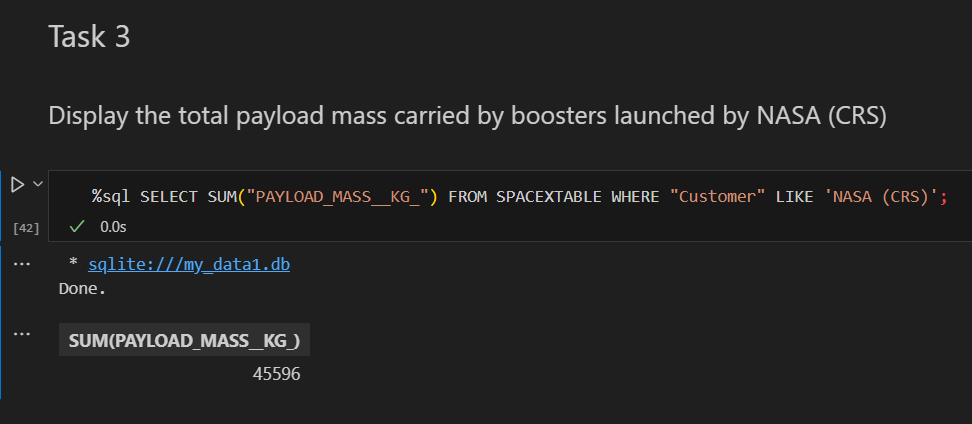 Task 3
Display the total payload mass carried by boosters launched by NASA (CRS)
%sql SELECT SUM("PAYLOAD_MASS__KG_") FROM SPACEXTABLE WHERE "Customer" LIKE 'NASA (CRS)';
[42]
0.0s
* sqlite:///my_data1.db
Done.
SUM(PAYLOAD_MASS__KG_)
45596